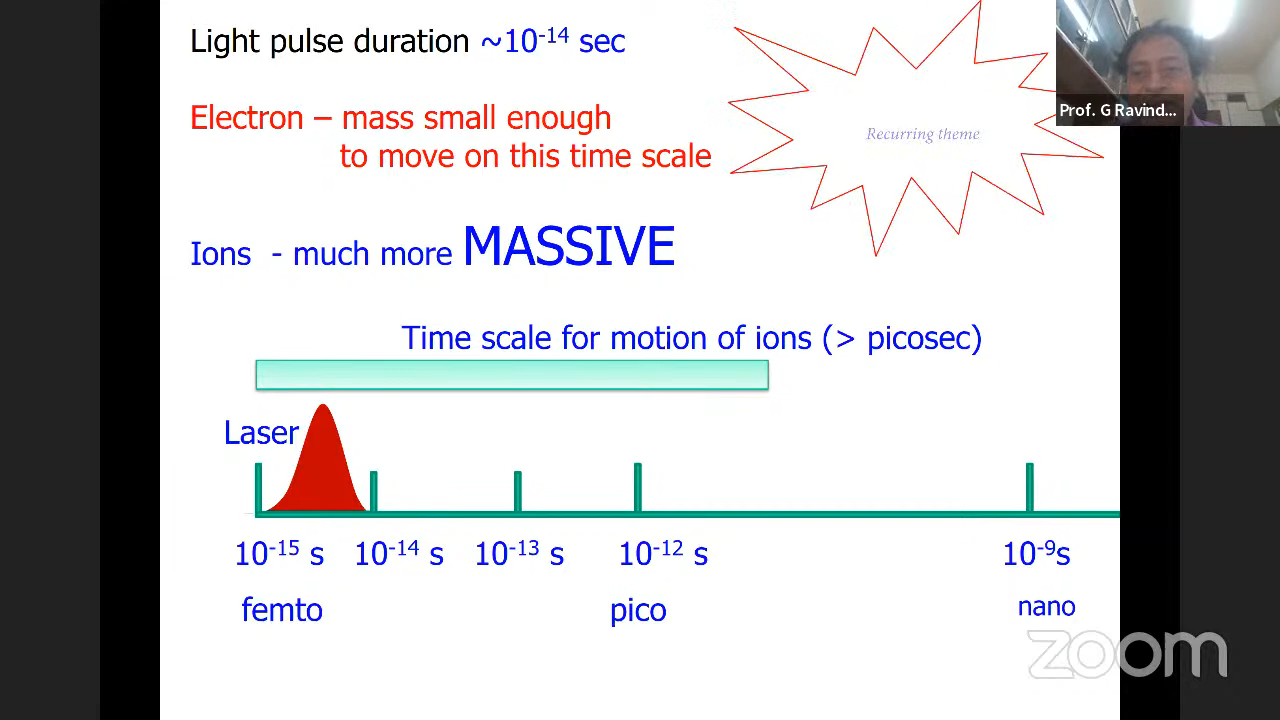 Light pulse duration ~10⁻¹⁴ sec
Electron – mass small enough
to move on this time scale
Recurring theme
Prof. G Ravind...
Ions - much more MASSIVE
Time scale for motion of ions (> picosec)
Laser
10⁻¹⁵ s 10⁻¹⁴ s 10⁻¹³ s 10⁻¹² s 10⁻⁹s
femto pico nano
zoom